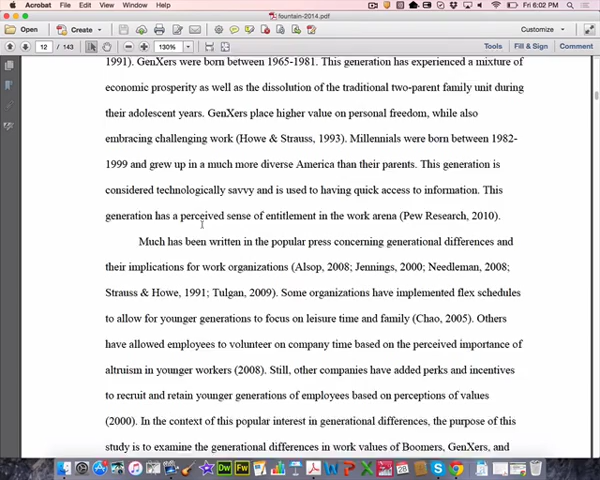 Acrobat File Edit View Window Help Fri 6:02 PM
fountain-2014.pdf
Open Create Customize
12 / 143 130% Tools Fill & Sign Comment
1991). GenXers were born between 1965-1981. This generation has experienced a mixture of
economic prosperity as well as the dissolution of the traditional two-parent family unit during
their adolescent years. GenXers place higher value on personal freedom, while also
embracing challenging work (Howe & Strauss, 1993). Millennials were born between 1982-
1999 and grew up in a much more diverse America than their parents. This generation is
considered technologically savvy and is used to having quick access to information. This
generation has a perceived sense of entitlement in the work arena (Pew Research, 2010).
Much has been written in the popular press concerning generational differences and
their implications for work organizations (Alsop, 2008; Jennings, 2000; Needleman, 2008;
Strauss & Howe, 1991; Tulgan, 2009). Some organizations have implemented flex schedules
to allow for younger generations to focus on leisure time and family (Chao, 2005). Others
have allowed employees to volunteer on company time based on the perceived importance of
altruism in younger workers (2008). Still, other companies have added perks and incentives
to recruit and retain younger generations of employees based on perceptions of values
(2000). In the context of this popular interest in generational differences, the purpose of this
study is to examine the generational differences in work values of Boomers, GenXers, and
Dw Fw 28